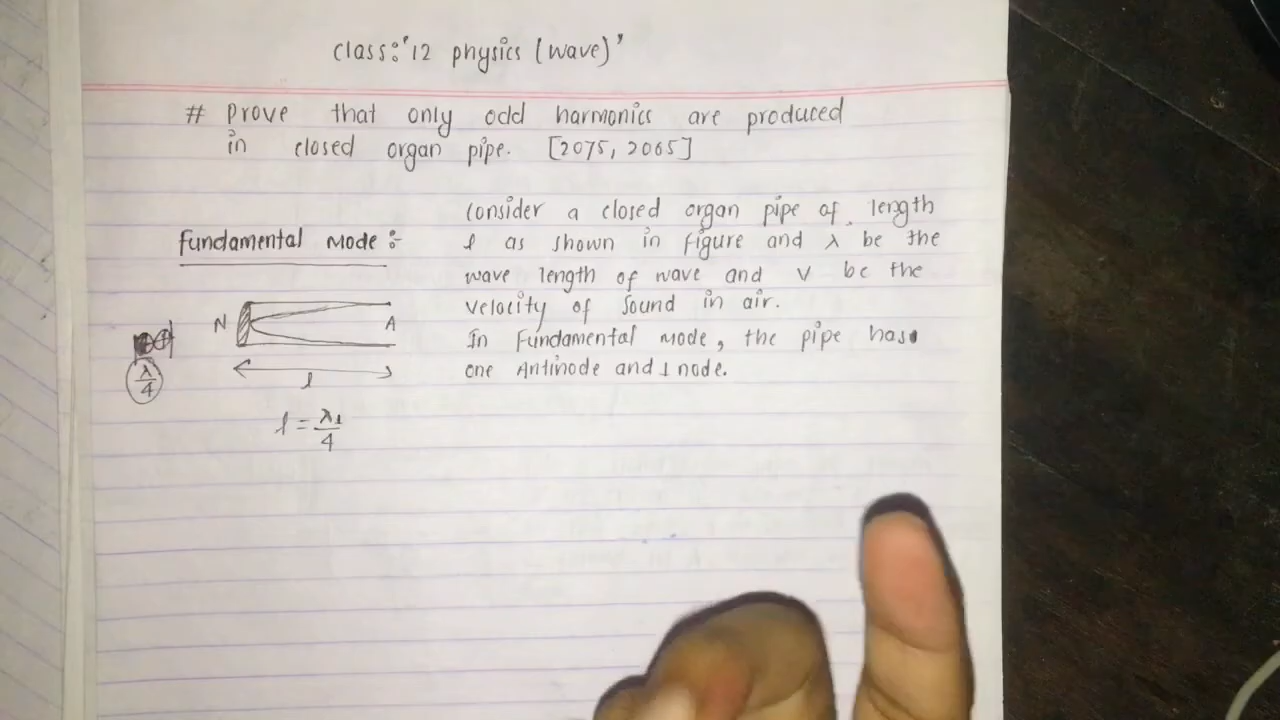 class:"12 physics (wave)"
# Prove that only odd harmonics are produced
in closed organ pipe. [2075, 2065]
Consider a closed organ pipe of length
Fundamental Mode :-
l as shown in figure and λ be the
wave length of wave and v be the
velocity of sound in air.
N A
In Fundamental mode, the pipe has
one Antinode and 1 node.
λ/4
l
l = λ1/4